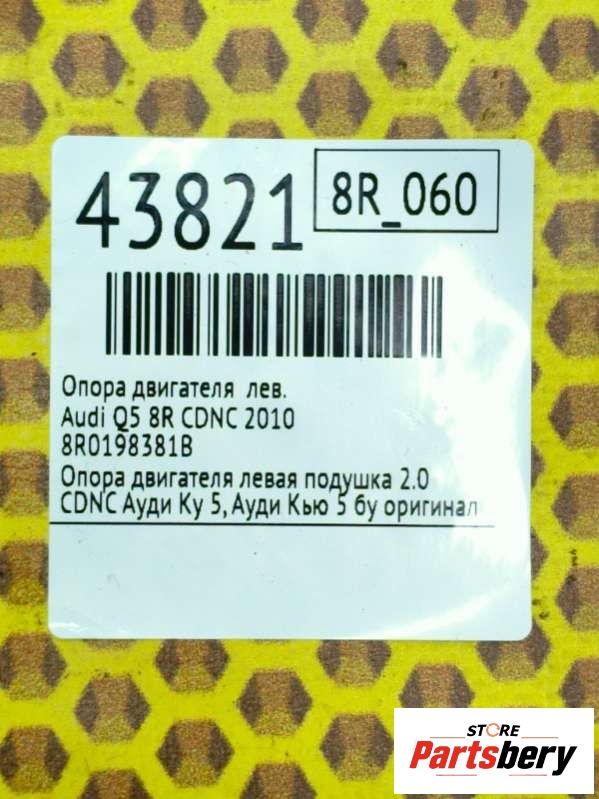 43821
8R_060
Опора двигателя лев.
Audi Q5 8R CDNC 2010
8R0198381B
Опора двигателя левая подушка 2.0
CDNC Ауди Ку 5, Ауди Кью 5 бу оригинал
STORE
Partsbery